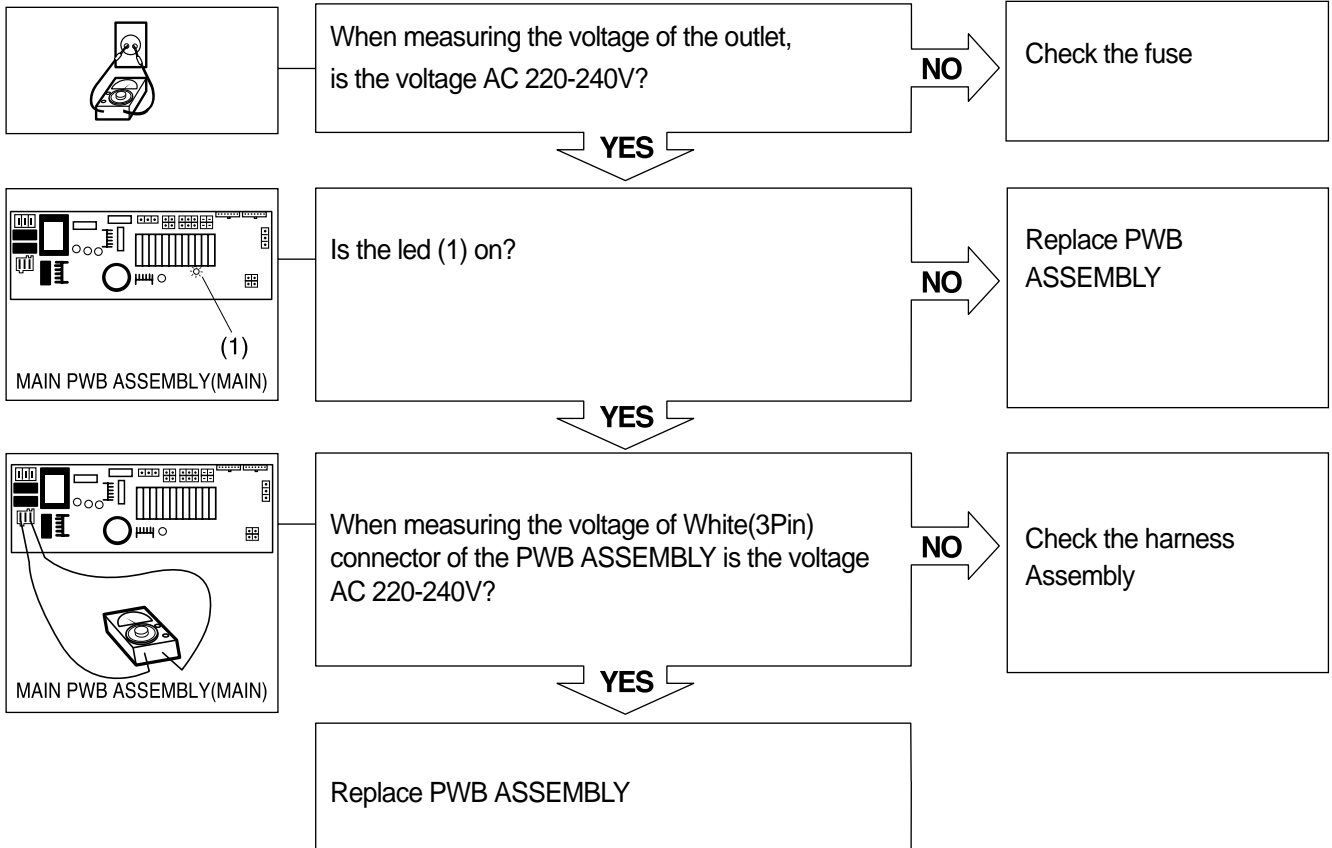 When measuring the voltage of the outlet,
is the voltage AC 220-240V?
NO
Check the fuse
YES
(1)
MAIN PWB ASSEMBLY(MAIN)
Is the led (1) on?
NO
Replace PWB
ASSEMBLY
YES
MAIN PWB ASSEMBLY(MAIN)
When measuring the voltage of White(3Pin)
connector of the PWB ASSEMBLY is the voltage
AC 220-240V?
NO
Check the harness
Assembly
YES
Replace PWB ASSEMBLY